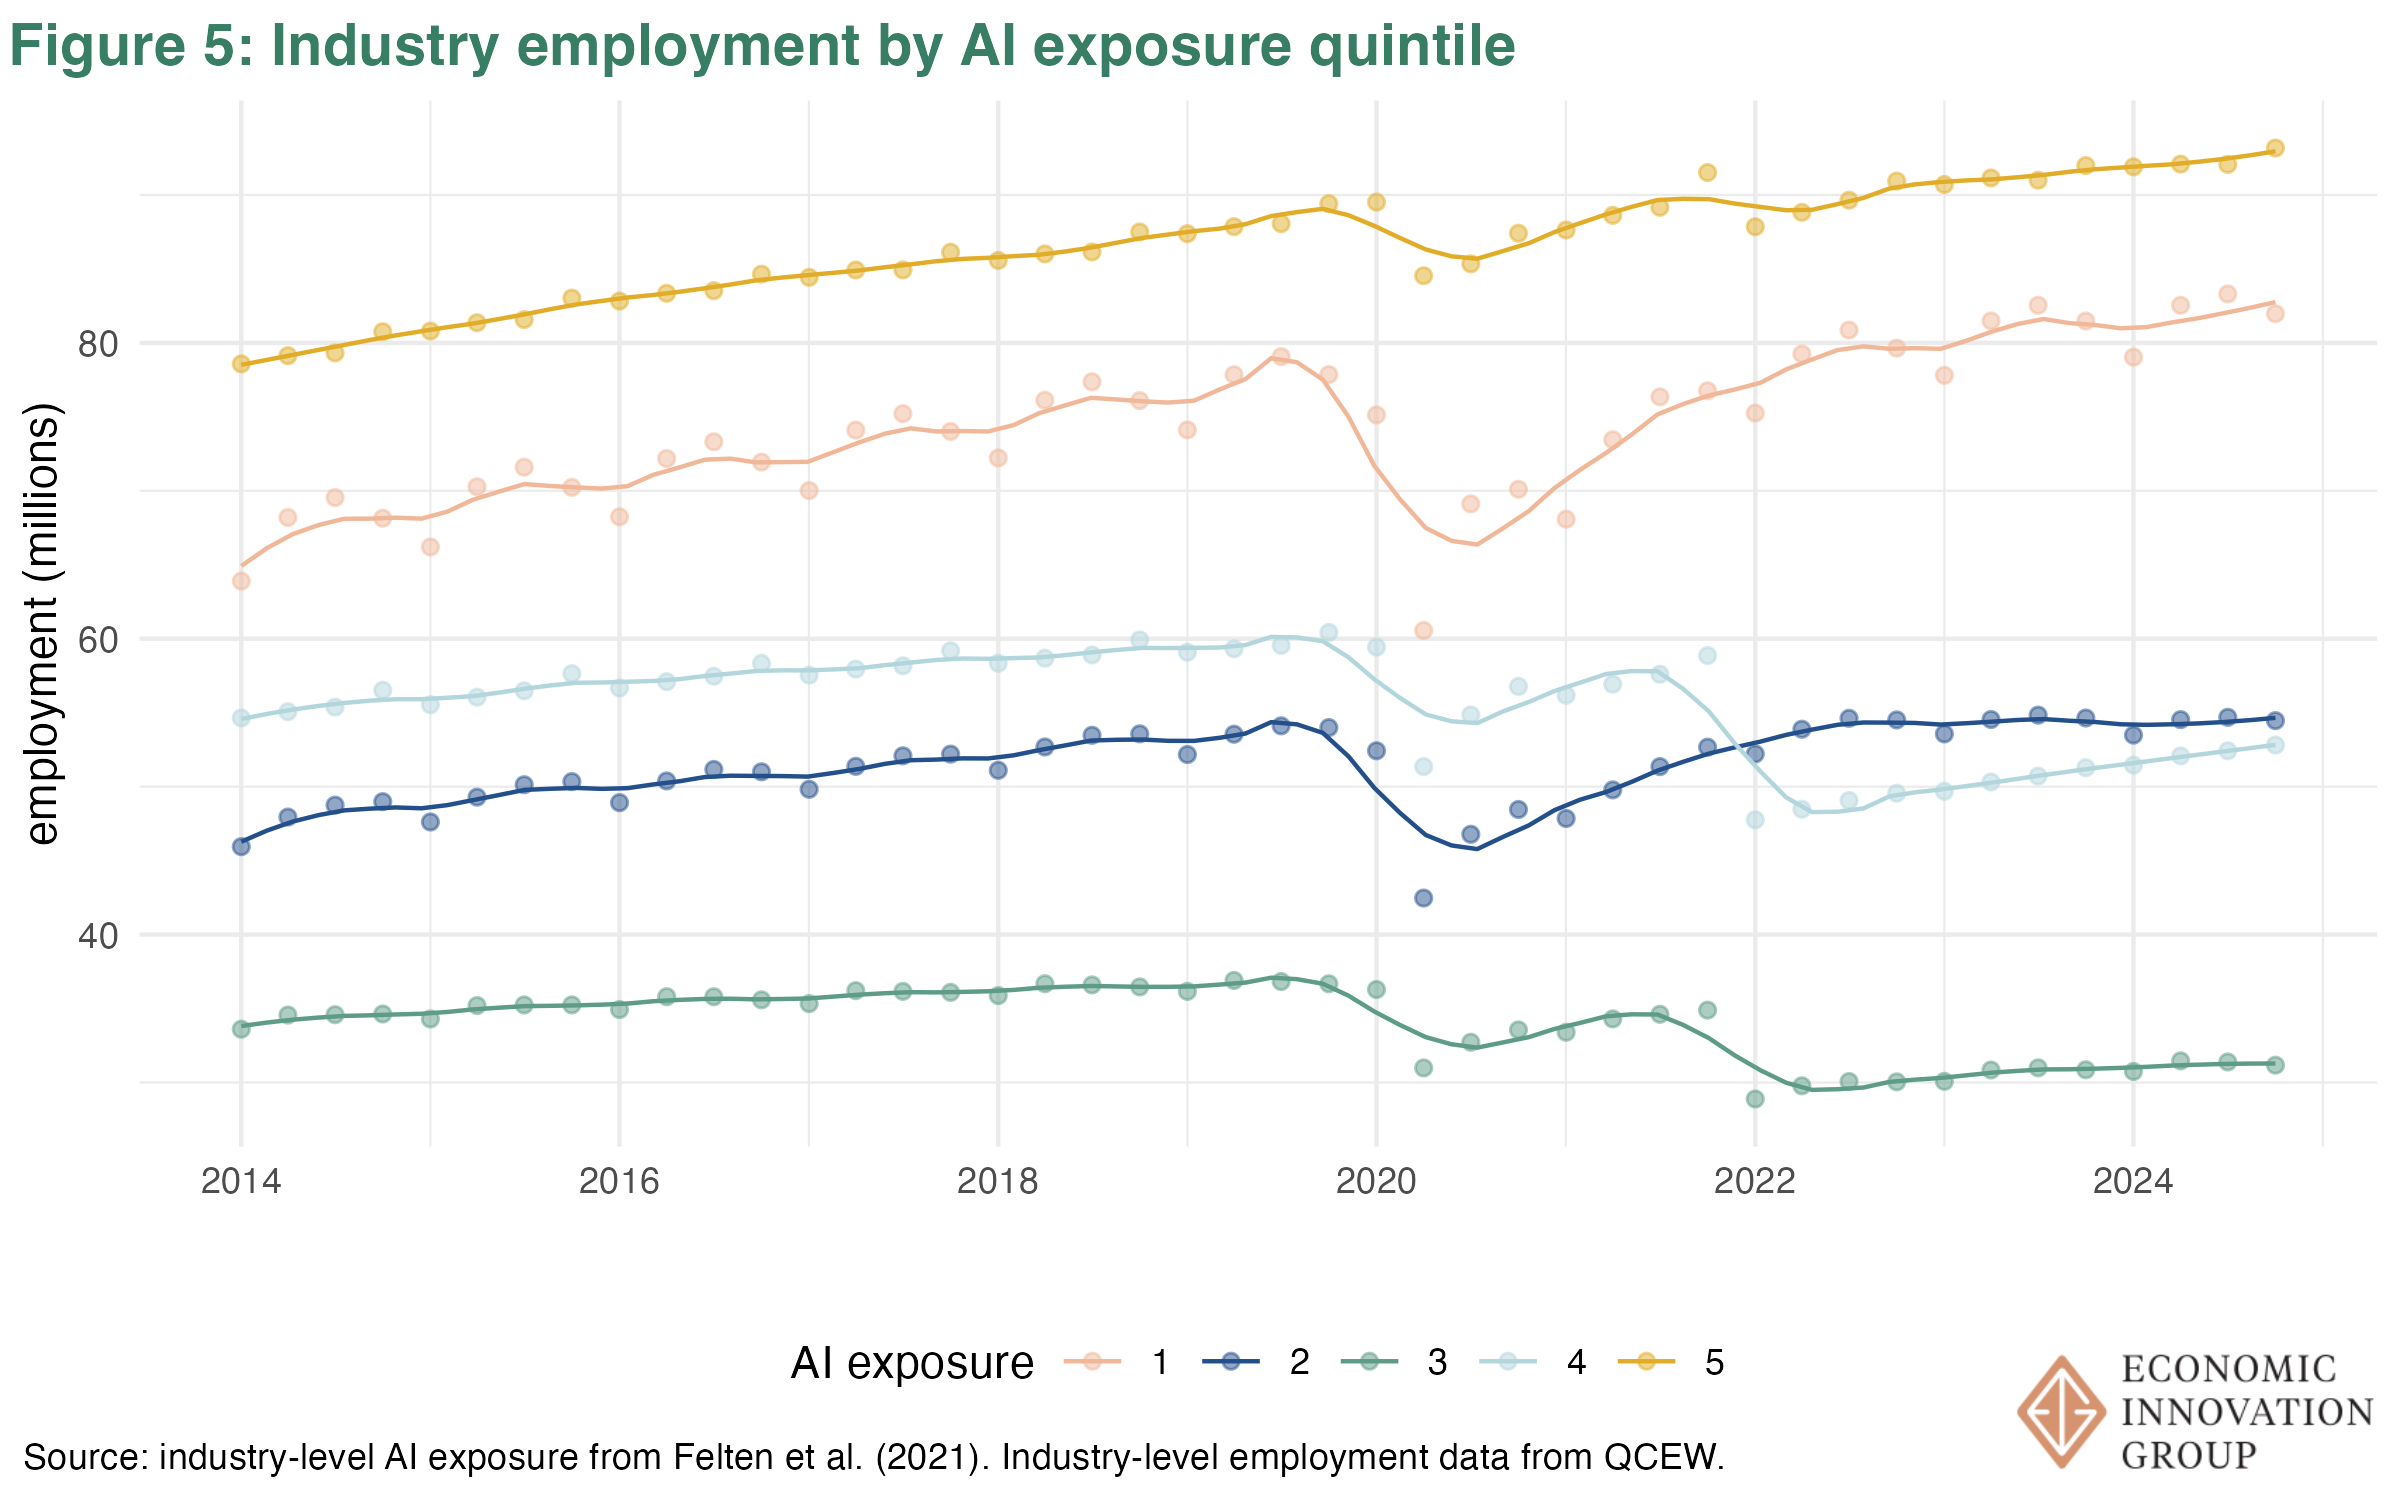 Figure 5: Industry employment by AI exposure quintile
employment (millions)
80
60
40
2014 2016 2018 2020 2022 2024
AI exposure 1 2 3 4 5
Source: industry-level AI exposure from Felten et al. (2021). Industry-level employment data from QCEW.
ECONOMIC
INNOVATION
GROUP